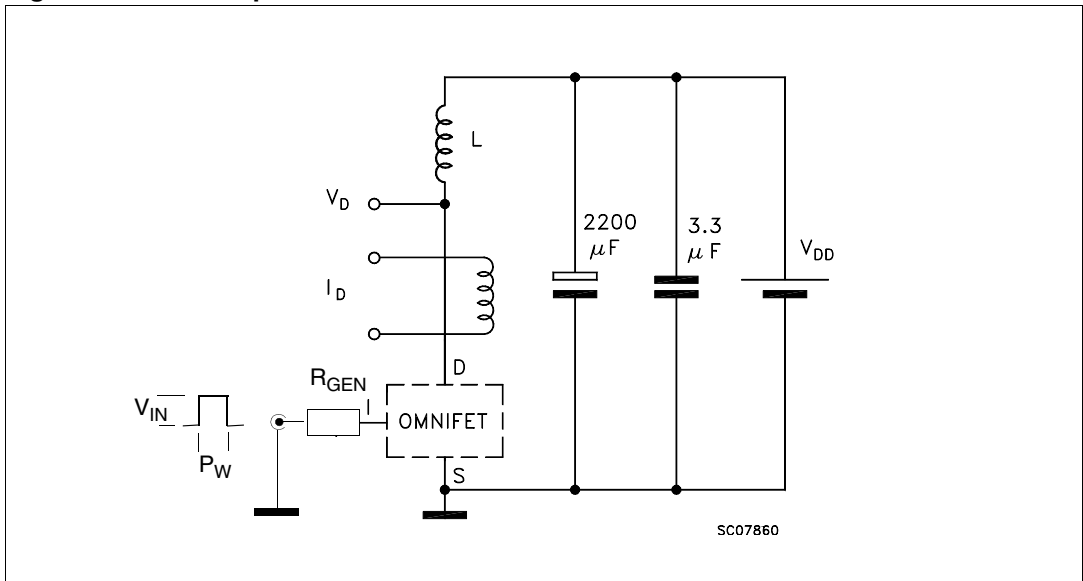 L
V_D
2200
μF
3.3
μF
V_DD
I_D
D
R_GEN
I
V_IN
OMNIFET
P_W
S
SC07860